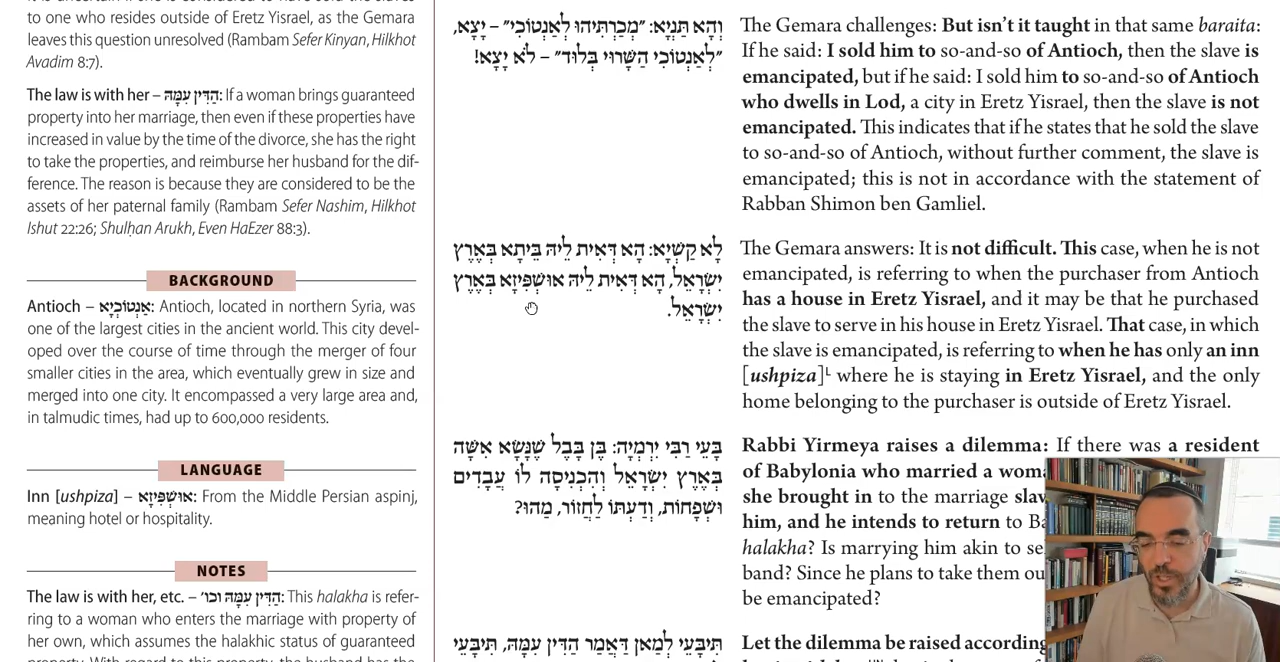 It is uncertain if one is considered to have sold the slaves
to one who resides outside of Eretz Yisrael, as the Gemara
leaves this question unresolved (Rambam Sefer Kinyan, Hilkhot
Avadim 8:7).
The law is with her – הַדִּין עִמָּהּ: If a woman brings guaranteed
property into her marriage, then even if these properties have
increased in value by the time of the divorce, she has the right
to take the properties, and reimburse her husband for the dif-
ference. The reason is because they are considered to be the
assets of her paternal family (Rambam Sefer Nashim, Hilkhot
Ishut 22:26; Shulḥan Arukh, Even HaEzer 88:3).
BACKGROUND
Antioch – אַנְטוֹכְיָא: Antioch, located in northern Syria, was
one of the largest cities in the ancient world. This city devel-
oped over the course of time through the merger of four
smaller cities in the area, which eventually grew in size and
merged into one city. It encompassed a very large area and,
in talmudic times, had up to 600,000 residents.
LANGUAGE
Inn [ushpiza] – אוּשְׁפִּיזָא: From the Middle Persian aspinj,
meaning hotel or hospitality.
NOTES
The law is with her, etc. – הַדִּין עִמָּהּ וכו׳: This halakha is refer-
ring to a woman who enters the marriage with property of
her own, which assumes the halakhic status of guaranteed
property. With regard to this property, the husband has the
וְהָא תַּנְיָא: ״מְכַרְתִּיהוּ לְאַנְטוֹכִי״ – יָצָא,
״לְאַנְטוֹכִי הַשָּׁרוּי בְּלוּד״ – לֹא יָצָא!
לָא קַשְׁיָא: הָא דְּאִית לֵיהּ בֵּיתָא בְּאֶרֶץ
יִשְׂרָאֵל, הָא דְּאִית לֵיהּ אוּשְׁפִּיזָא בְּאֶרֶץ
יִשְׂרָאֵל.
בָּעֵי רַבִּי יִרְמְיָה: בֶּן בָּבֶל שֶׁנָּשָׂא אִשָּׁה
בְּאֶרֶץ יִשְׂרָאֵל וְהִכְנִיסָה לוֹ עֲבָדִים
וּשְׁפָחוֹת, וְדַעְתּוֹ לַחֲזוֹר, מַהוּ?
תִּיבְּעֵי לְמַאן דְּאָמַר הַדִּין עִמָּהּ, תִּיבְּעֵי
The Gemara challenges: But isn’t it taught in that same baraita:
If he said: I sold him to so-and-so of Antioch, then the slave is
emancipated, but if he said: I sold him to so-and-so of Antioch
who dwells in Lod, a city in Eretz Yisrael, then the slave is not
emancipated. This indicates that if he states that he sold the slave
to so-and-so of Antioch, without further comment, the slave is
emancipated; this is not in accordance with the statement of
Rabban Shimon ben Gamliel.
The Gemara answers: It is not difficult. This case, when he is not
emancipated, is referring to when the purchaser from Antioch
has a house in Eretz Yisrael, and it may be that he purchased
the slave to serve in his house in Eretz Yisrael. That case, in which
the slave is emancipated, is referring to when he has only an inn
[ushpiza]ᴸ where he is staying in Eretz Yisrael, and the only
home belonging to the purchaser is outside of Eretz Yisrael.
Rabbi Yirmeya raises a dilemma: If there was a resident
of Babylonia who married a
she brought in to the marriage
him, and he intends to return to
halakha? Is marrying him akin to
band? Since he plans to take them
be emancipated?
Let the dilemma be raised